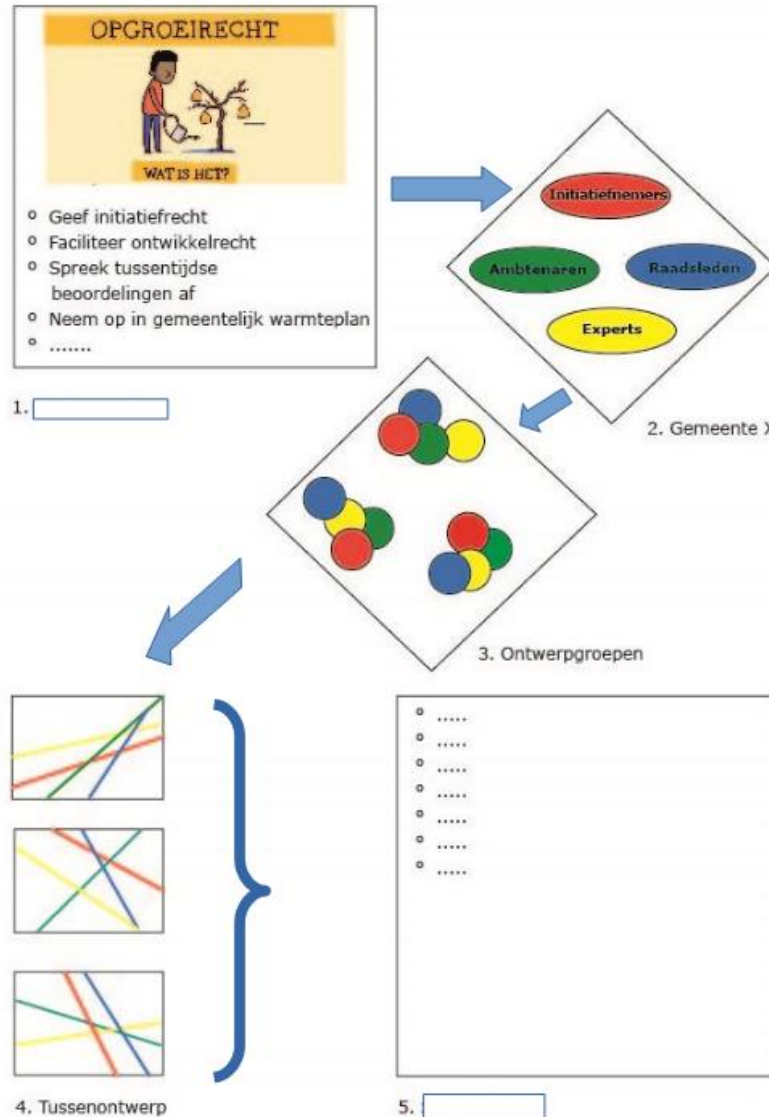 OPGROEIRECHT
WAT IS HET?
Geef initiatiefrecht
Faciliteer ontwikkelrecht
Spreek tussentijdse
beoordelingen af
Neem op in gemeentelijk warmteplan
.......
1.
Initiatiefnemers
Ambtenaren
Raadsleden
Experts
2. Gemeente X
3. Ontwerpgroepen
4. Tussenontwerp
.....
.....
.....
.....
.....
.....
.....
5.